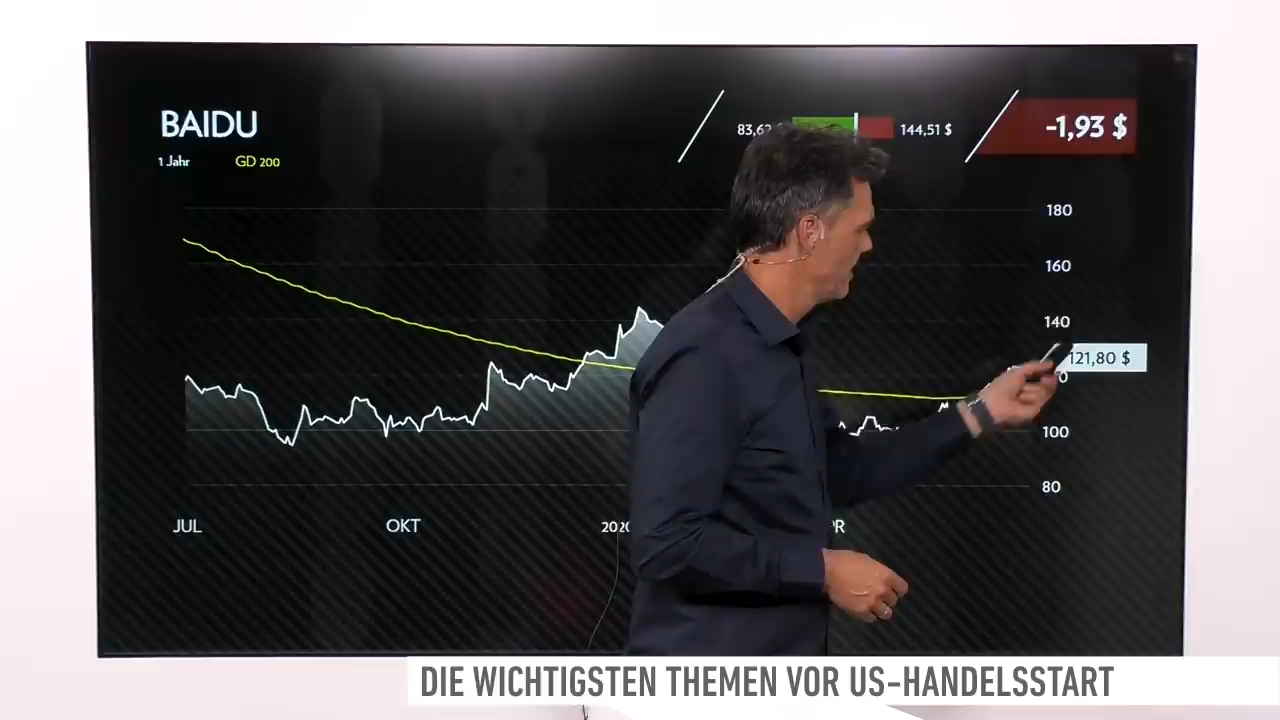 BAIDU
1 Jahr GD 200
144,51 $
-1,93 $
180
160
140
121,80 $
100
80
JUL OKT
DIE WICHTIGSTEN THEMEN VOR US-HANDELSSTART